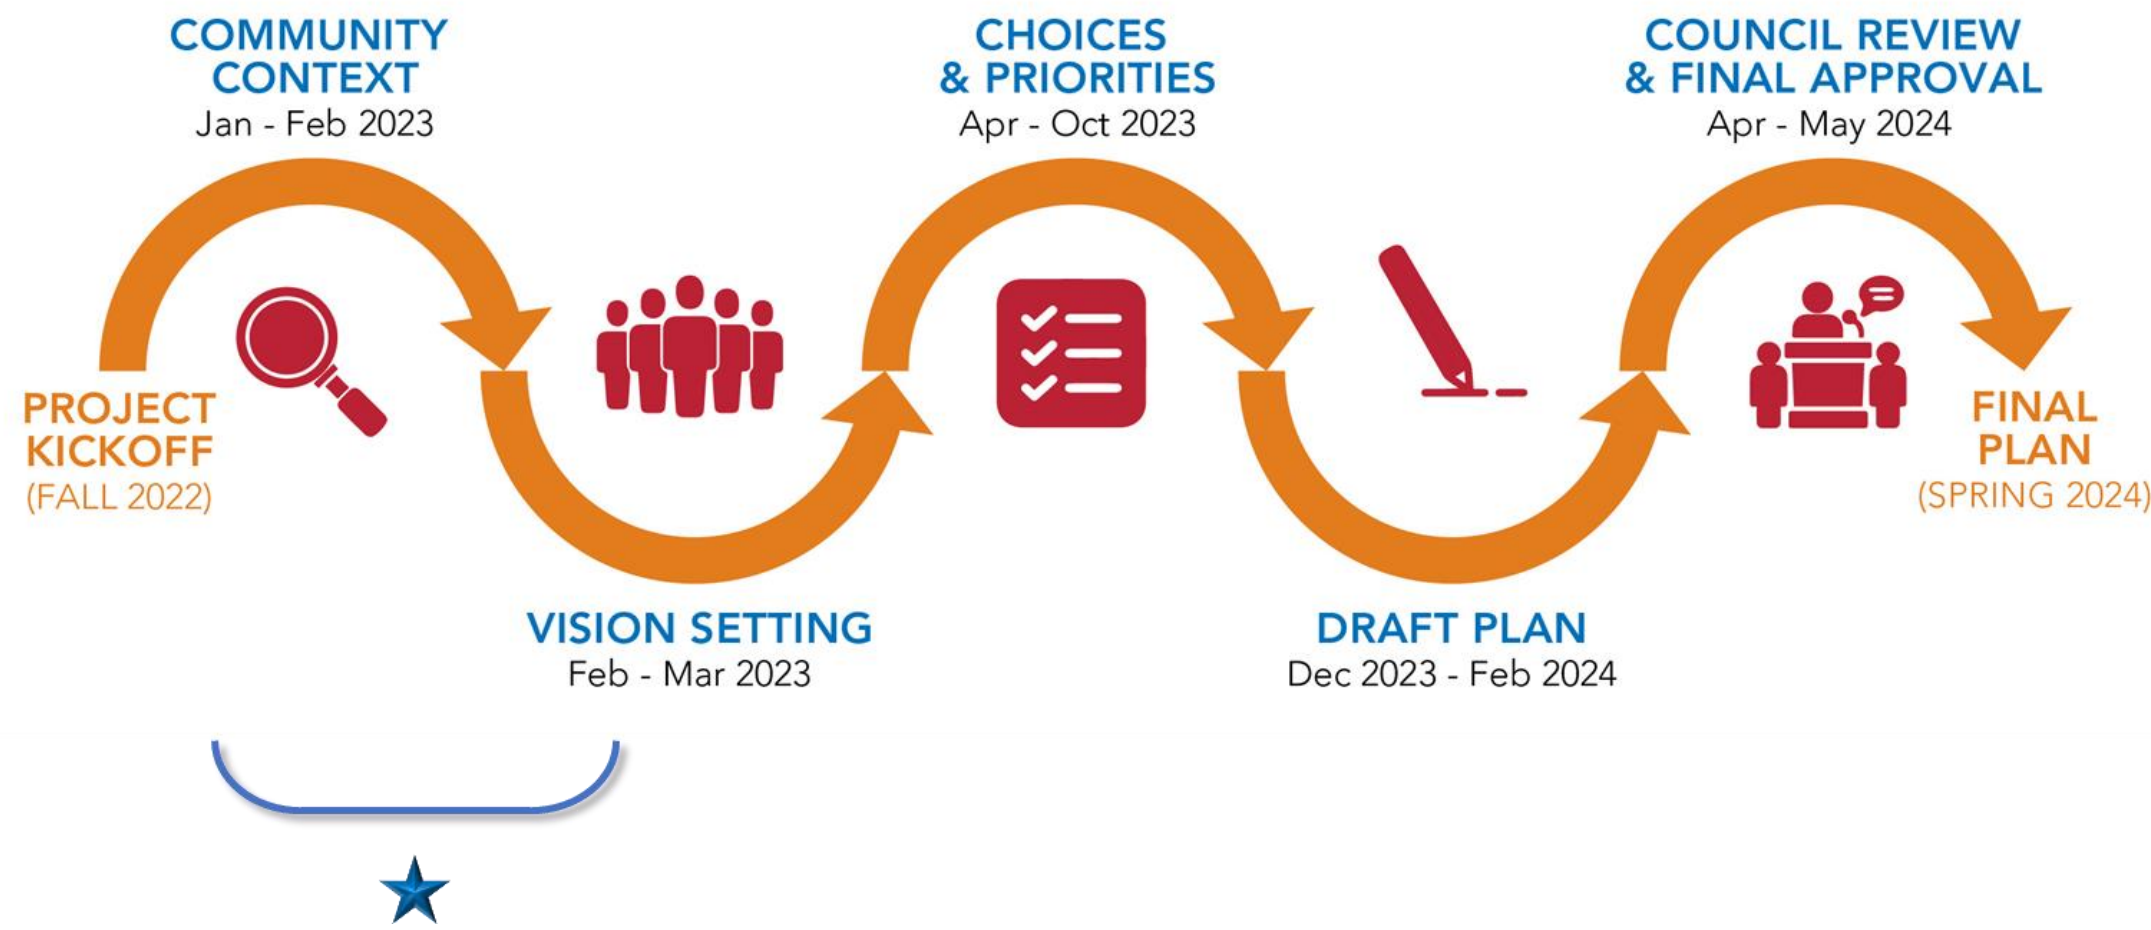 COMMUNITY
CONTEXT
Jan - Feb 2023
CHOICES
& PRIORITIES
Apr - Oct 2023
COUNCIL REVIEW
& FINAL APPROVAL
Apr - May 2024
PROJECT
KICKOFF
(FALL 2022)
FINAL
PLAN
(SPRING 2024)
VISION SETTING
Feb - Mar 2023
DRAFT PLAN
Dec 2023 - Feb 2024